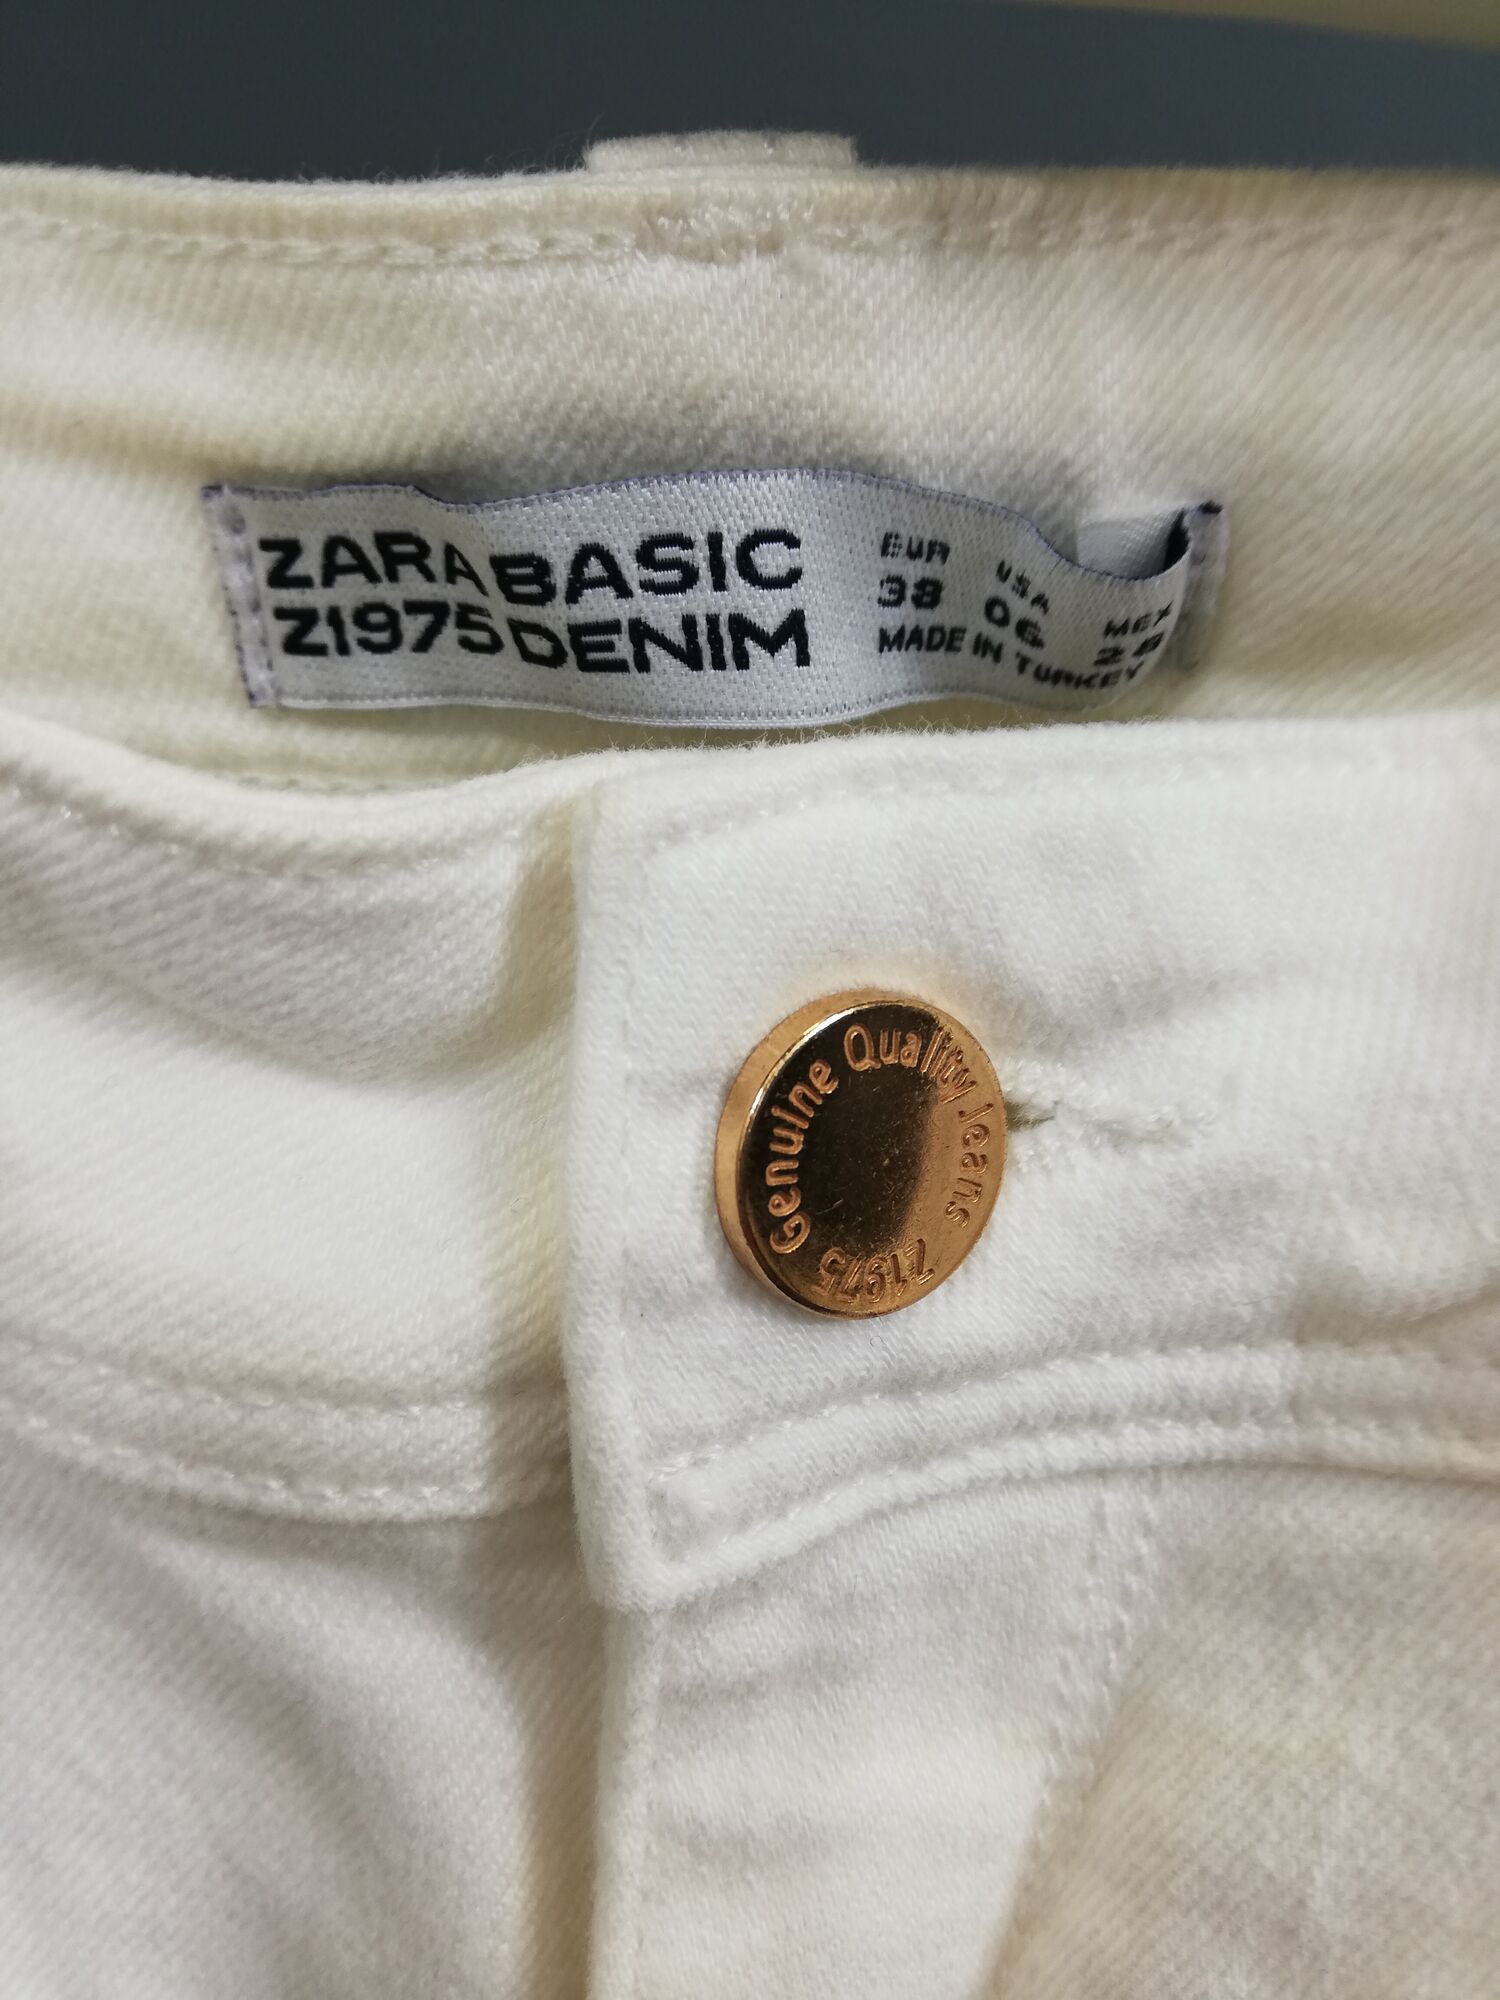 ZARA BASIC
Z1975 DENIM
EUR USA MEX
38 06 28
MADE IN TURKEY
Genuine Quality Jeans
Z1975